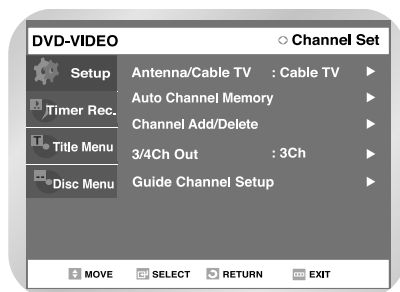 DVD-VIDEO Channel Set
Setup Antenna/Cable TV : Cable TV
Auto Channel Memory
Timer Rec.
Channel Add/Delete
Title Menu
3/4Ch Out : 3Ch
Disc Menu Guide Channel Setup
MOVE SELECT RETURN EXIT